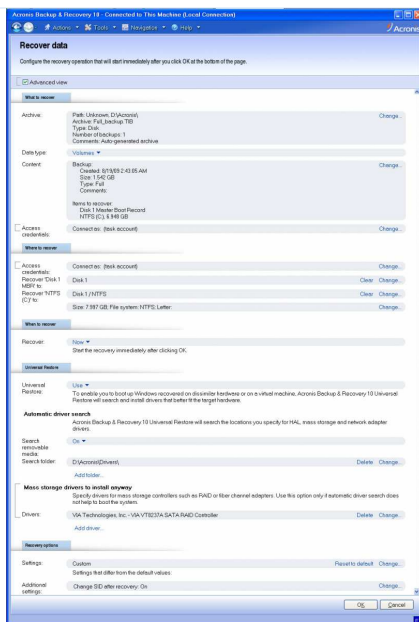 Acronis Backup & Recovery 10 - Connected to This Machine (Local Connection)
Actions Tools Navigation Help Acronis
Recover data
Configure the recovery operation that will start immediately after you click OK at the bottom of the page.
Advanced view
What to recover
Archive: Path: Unknown, D:\Acronis\ Change...
Archive: Full_backup.TIB
Type: Disk
Number of backups: 1
Comments: Auto-generated archive
Data type: Volumes
Content: Backup: Change...
Created: 8/19/09 2:43:05 AM
Size: 1.542 GB
Type: Full
Comments:
Items to recover:
Disk 1 Master Boot Record
NTFS (C:), 6.948 GB
Access credentials: Connect as: (task account) Change...
Where to recover
Access credentials: Connect as: (task account) Change...
Recover 'Disk 1 MBR' to: Disk 1 Clear Change...
Recover 'NTFS (C:)' to: Disk 1 / NTFS Clear Change...
Size: 7.997 GB; File system: NTFS; Letter: Change...
When to recover
Recover: Now
Start the recovery immediately after clicking OK.
Universal Restore
Universal Restore: Use
To enable you to boot up Windows recovered on dissimilar hardware or on a virtual machine, Acronis Backup & Recovery 10 Universal
Restore will search and install drivers that better fit the target hardware.
Automatic driver search
Acronis Backup & Recovery 10 Universal Restore will search the locations you specify for HAL, mass storage and network adapter
drivers.
Search removable media: On
Search folder: D:\Acronis\Drivers\ Delete Change...
Add folder...
Mass storage drivers to install anyway
Specify drivers for mass storage controllers such as RAID or fiber channel adapters. Use this option only if automatic driver search does
not help to boot the system.
Drivers: VIA Technologies, Inc. - VIA VT8237A SATA RAID Controller Delete Change...
Add driver...
Recovery options
Settings: Custom Reset to default Change...
Settings that differ from the default values:
Additional settings: Change SID after recovery: On Change...
OK Cancel